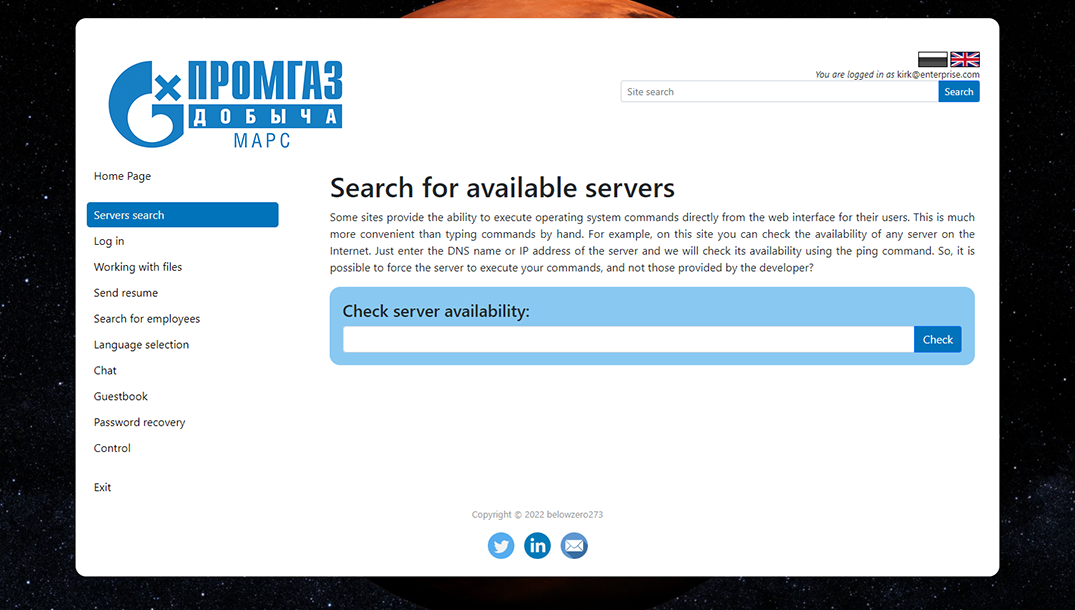 ПРОМГАЗ
ДОБЫЧА
МАРС
You are logged in as kirk@enterprise.com
Site search
Search
Home Page
Servers search
Log in
Working with files
Send resume
Search for employees
Language selection
Chat
Guestbook
Password recovery
Control
Exit
Search for available servers
Some sites provide the ability to execute operating system commands directly from the web interface for their users. This is much
more convenient than typing commands by hand. For example, on this site you can check the availability of any server on the
Internet. Just enter the DNS name or IP address of the server and we will check its availability using the ping command. So, it is
possible to force the server to execute your commands, and not those provided by the developer?
Check server availability:
Check
Copyright © 2022 belowzero273
in